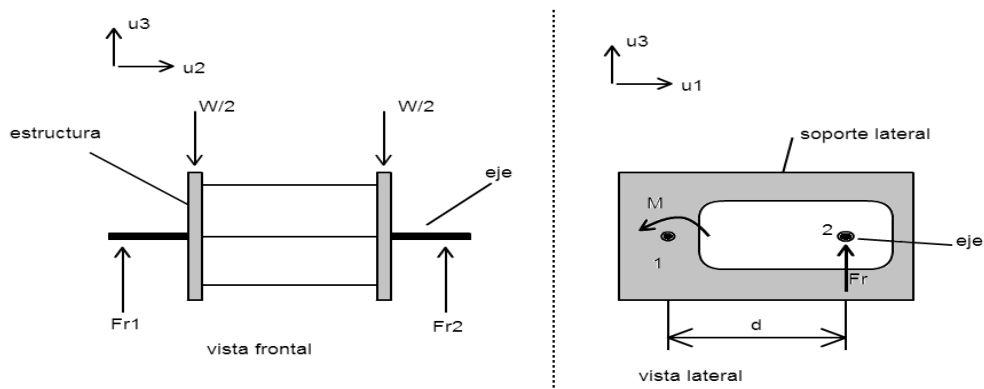 u3
u2
W/2
W/2
estructura
eje
Fr1
Fr2
vista frontal
u3
u1
soporte lateral
M
1
2
eje
Fr
d
vista lateral